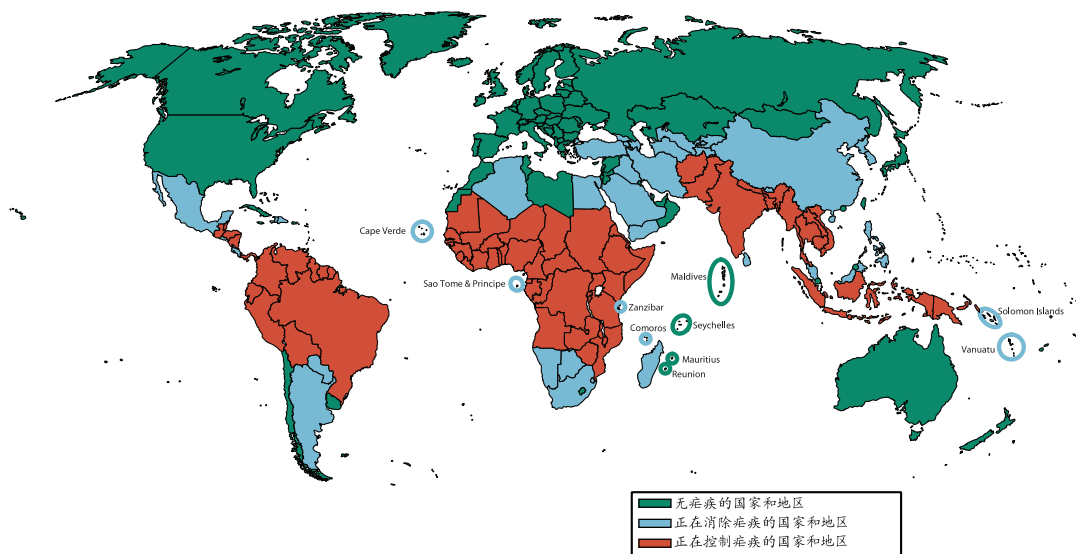 Cape Verde
Sao Tome & Principe
Zanzibar
Comoros
Maldives
Seychelles
Mauritius
Reunion
Solomon Islands
Vanuatu
无疟疾的国家和地区
正在消除疟疾的国家和地区
正在控制疟疾的国家和地区